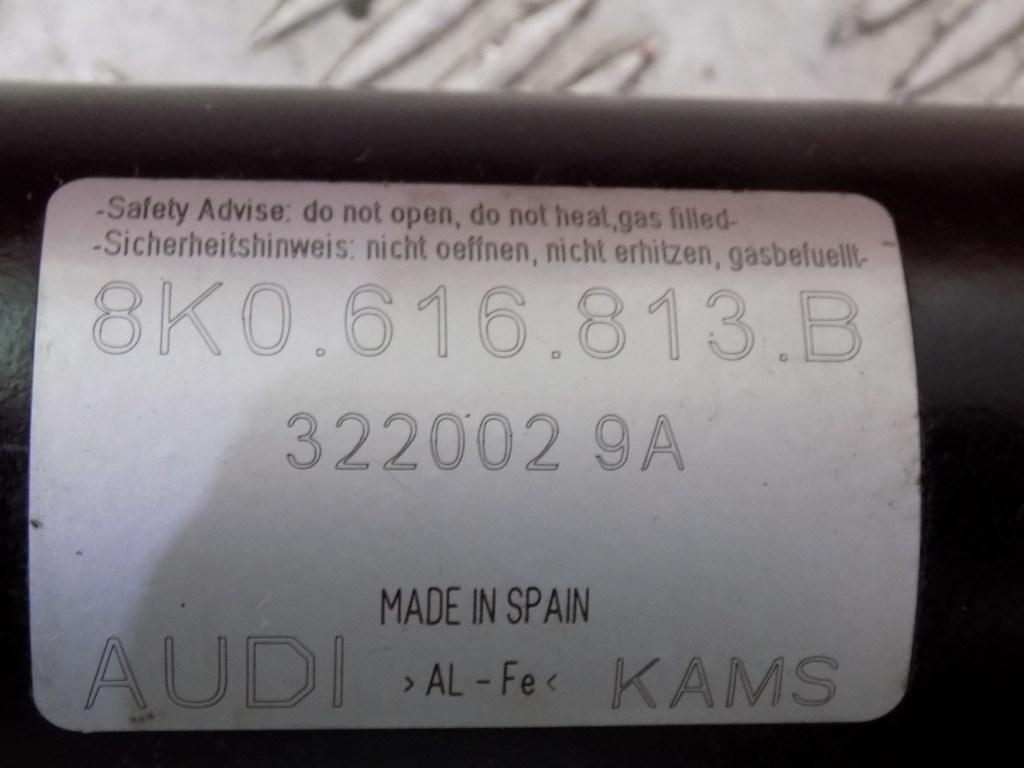 -Safety Advise: do not open, do not heat,gas filled-
-Sicherheitshinweis: nicht oeffnen, nicht erhitzen, gasbefuellt-
8K0.616.813.B
322002 9A
MADE IN SPAIN
AUDI >AL-Fe< KAMS